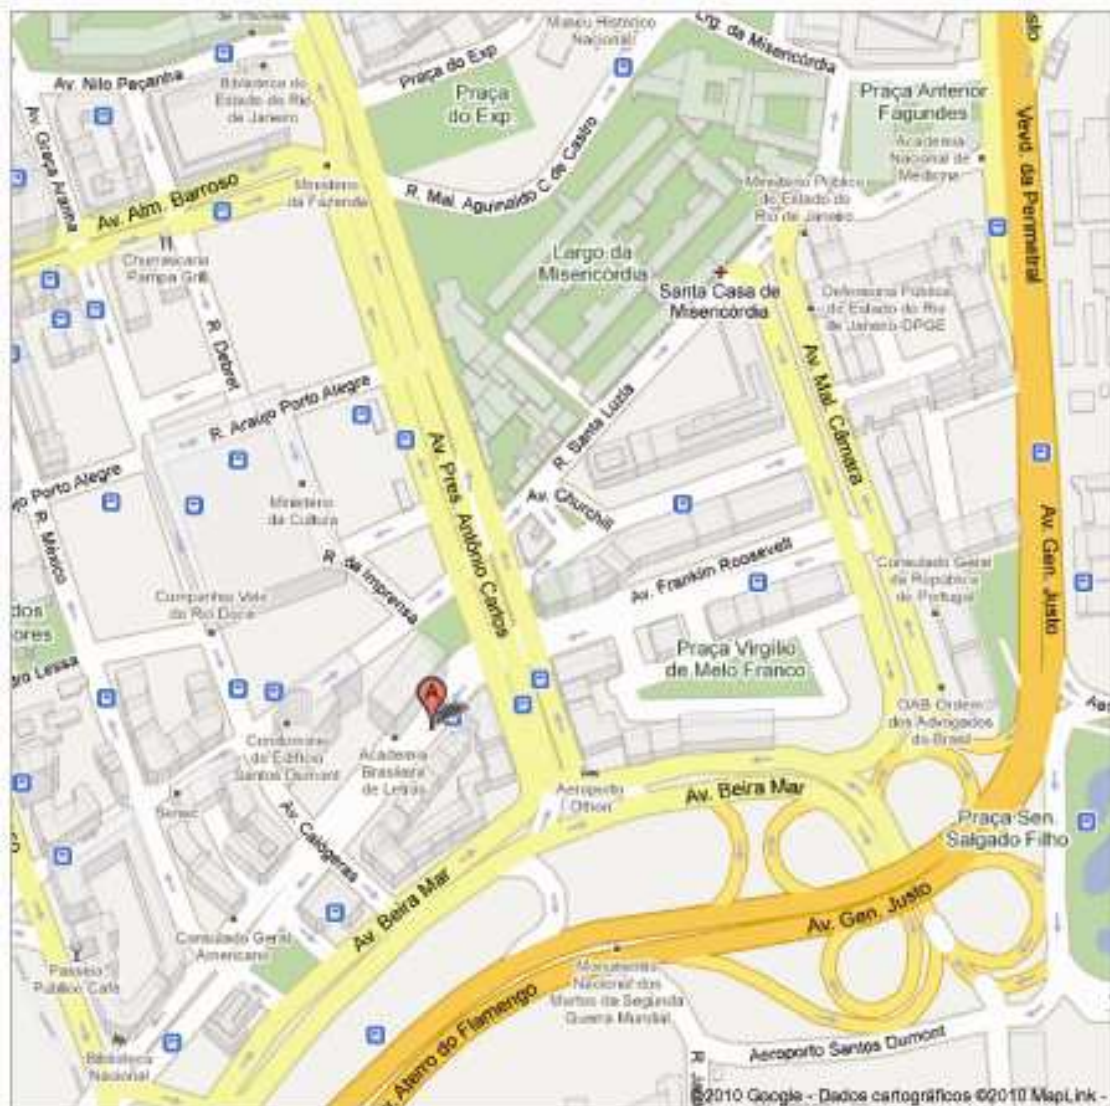 Museu Histórico
Nacional
Lrg. da Misericórdia
Av. Nilo Peçanha
Biblioteca do
Estado do Rio
de Janeiro
Praça do Exp
Praça
do Exp
Praça Anterior
Fagundes
Academia
Nacional de
Medicina
Av. Graça Aranha
Ministério
da Fazenda
R. Mal. Aguinaldo C. de Castro
Ministério Público
do Estado do
Rio de Janeiro
Vevd. da Perimetral
Av. Alm. Barroso
Churrascaria
Pampa Grill
Largo da
Misericórdia
Santa Casa de
Misericórdia
Defensoria Pública
do Estado do Rio
de Janeiro-DPGE
R. Debret
R. Araujo Porto Alegre
Av. Mal. Câmara
R. Santa Luzia
Porto Alegre
Av. Pres. Antônio Carlos
Ministério
da Cultura
Av. Churchill
R. México
R. da Imprensa
Av. Franklim Roosevelt
Av. Gen. Justo
Consulado Geral
da República
de Portugal
Companhia Vale
do Rio Doce
dos
ores
Lessa
Praça Virgílio
de Melo Franco
A
OAB Ordem
dos Advogados
do Brasil
Condomínio
do Edifício
Santos Dumont
Academia
Brasileira
de Letras
Senac
Aeroporto
Othon
Av. Beira Mar
Av. Calógeras
Praça Sen.
Salgado Filho
Av. Beira Mar
Av. Gen. Justo
Consulado Geral
Americano
Passeio
Público Café
Monumento
Nacional dos
Mortos da Segunda
Guerra Mundial
Aterro do Flamengo
Aeroporto Santos Dumont
Biblioteca
Nacional
©2010 Google - Dados cartográficos ©2010 MapLink -